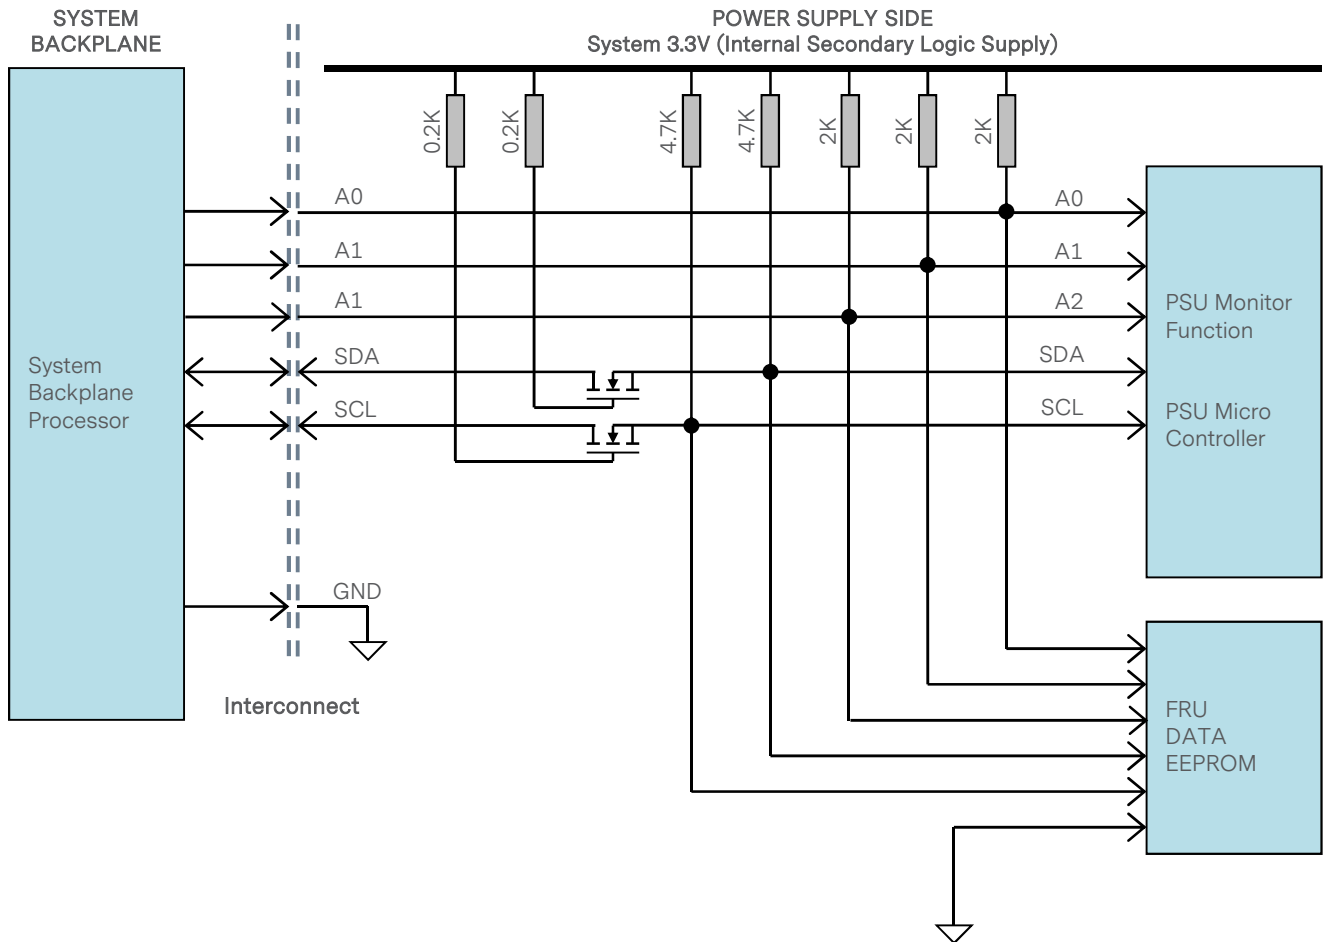 SYSTEM
BACKPLANE
POWER SUPPLY SIDE
System 3.3V (Internal Secondary Logic Supply)
0.2K
0.2K
4.7K
4.7K
2K
2K
2K
A0
A0
A1
A1
A1
A2
SDA
SDA
SCL
SCL
GND
System
Backplane
Processor
PSU Monitor
Function
PSU Micro
Controller
Interconnect
FRU
DATA
EEPROM